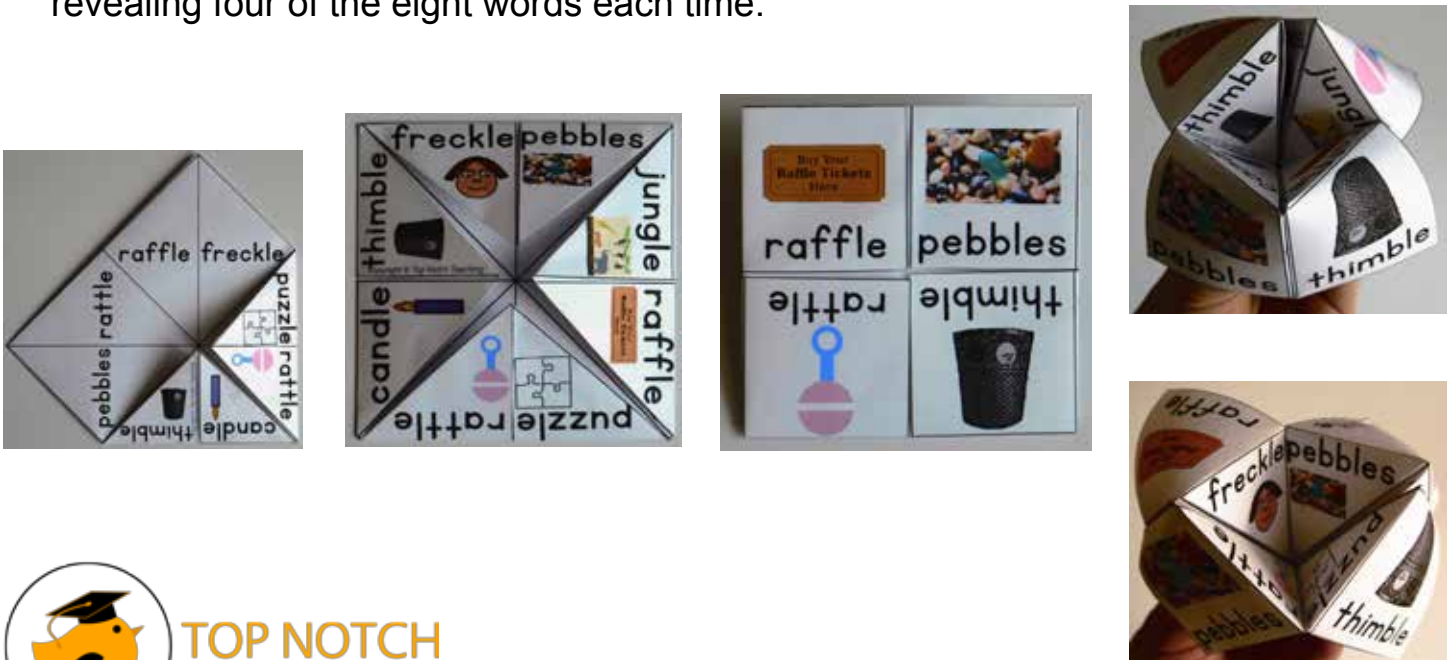 revealing four of the eight words each time.
raffle freckle
puzzle
rattle
candle
thimble
pebbles rattle
freckle pebbles
jungle
raffle
puzzle
rattle
candle
thimble
Buy Your
Raffle Tickets
Here
raffle pebbles
rattle thimble
thimble
pebbles
thimble
raffle
freckle pebbles
pebbles
thimble
TOP NOTCH